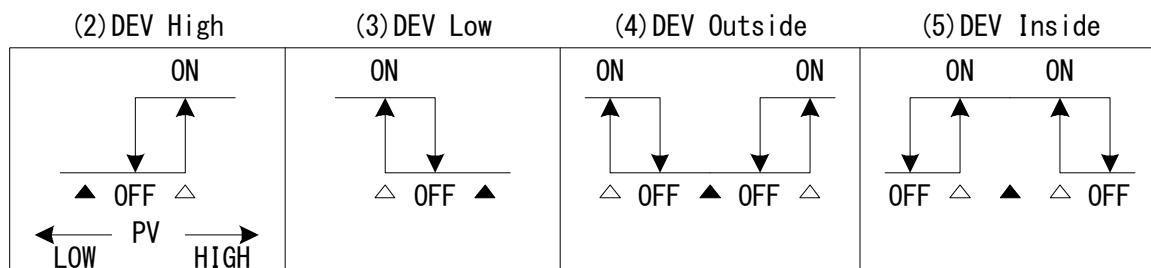 (2)DEV High (3)DEV Low (4)DEV Outside (5)DEV Inside
ON ON ON ON ON ON
OFF OFF OFF OFF OFF OFF
PV
LOW HIGH